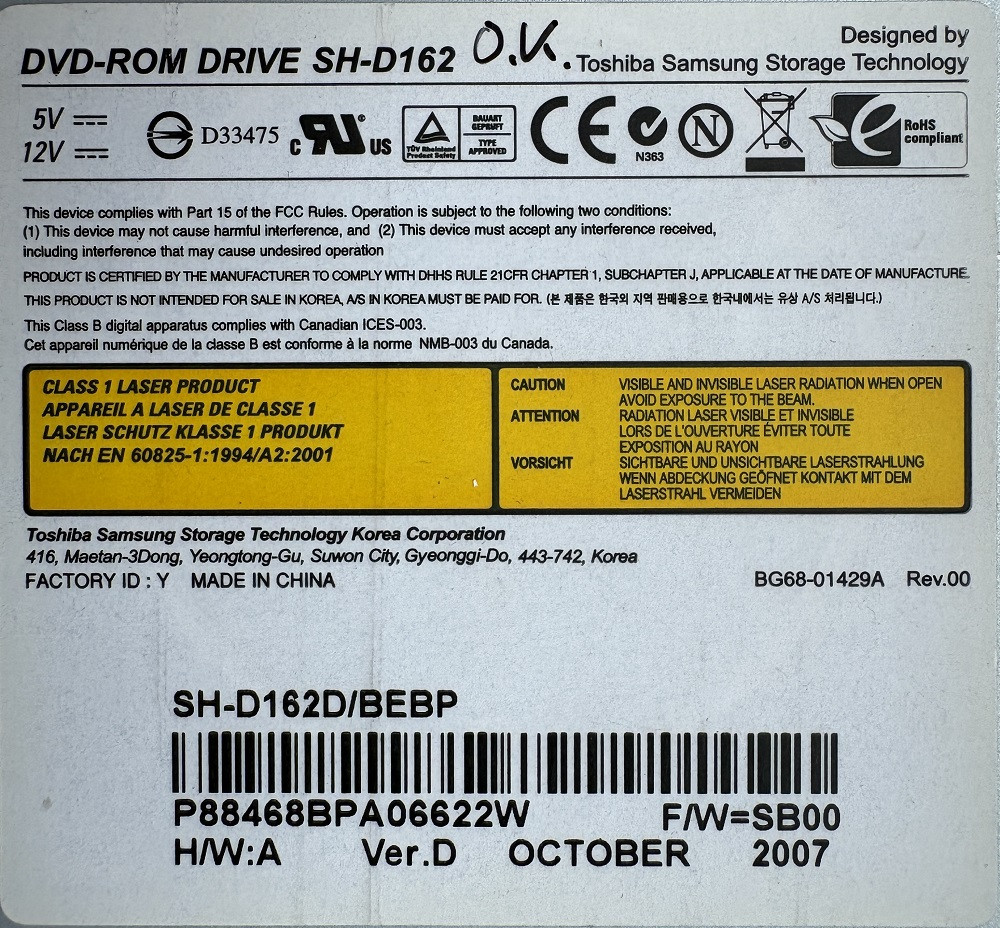 DVD-ROM DRIVE SH-D162 O.K.
Designed by
Toshiba Samsung Storage Technology
5V
12V
D33475
c RU ® US
TÜV Rheinland
Product Safety
BAUART
GEPRÜFT
TYPE
APPROVED
CE
N363
N
e
RoHS
compliant
This device complies with Part 15 of the FCC Rules. Operation is subject to the following two conditions:
(1) This device may not cause harmful interference, and (2) This device must accept any interference received,
including interference that may cause undesired operation
PRODUCT IS CERTIFIED BY THE MANUFACTURER TO COMPLY WITH DHHS RULE 21CFR CHAPTER 1, SUBCHAPTER J, APPLICABLE AT THE DATE OF MANUFACTURE.
THIS PRODUCT IS NOT INTENDED FOR SALE IN KOREA, A/S IN KOREA MUST BE PAID FOR. (본 제품은 한국외 지역 판매용으로 한국내에서는 유상 A/S 처리됩니다.)
This Class B digital apparatus complies with Canadian ICES-003.
Cet appareil numérique de la classe B est conforme à la norme NMB-003 du Canada.
CLASS 1 LASER PRODUCT
APPAREIL A LASER DE CLASSE 1
LASER SCHUTZ KLASSE 1 PRODUKT
NACH EN 60825-1:1994/A2:2001
CAUTION VISIBLE AND INVISIBLE LASER RADIATION WHEN OPEN
AVOID EXPOSURE TO THE BEAM.
ATTENTION RADIATION LASER VISIBLE ET INVISIBLE
LORS DE L'OUVERTURE ÉVITER TOUTE
EXPOSITION AU RAYON
VORSICHT SICHTBARE UND UNSICHTBARE LASERSTRAHLUNG
WENN ABDECKUNG GEÖFNET KONTAKT MIT DEM
LASERSTRAHL VERMEIDEN
Toshiba Samsung Storage Technology Korea Corporation
416, Maetan-3Dong, Yeongtong-Gu, Suwon City, Gyeonggi-Do, 443-742, Korea
FACTORY ID : Y MADE IN CHINA
BG68-01429A Rev.00
SH-D162D/BEBP
P88468BPA06622W F/W=SB00
H/W:A Ver.D OCTOBER 2007